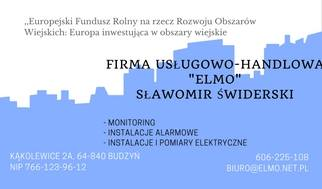 ,,Europejski Fundusz Rolny na rzecz Rozwoju Obszarów
Wiejskich: Europa inwestująca w obszary wiejskie
FIRMA USŁUGOWO-HANDLOWA
"ELMO"
SŁAWOMIR ŚWIDERSKI
- MONITORING
- INSTALACJE ALARMOWE
- INSTALACJE I POMIARY ELEKTRYCZNE
KĄKOLEWICE 2A, 64-840 BUDZYŃ
NIP 766-123-96-12
606-225-108
BIURO@ELMO.NET.PL